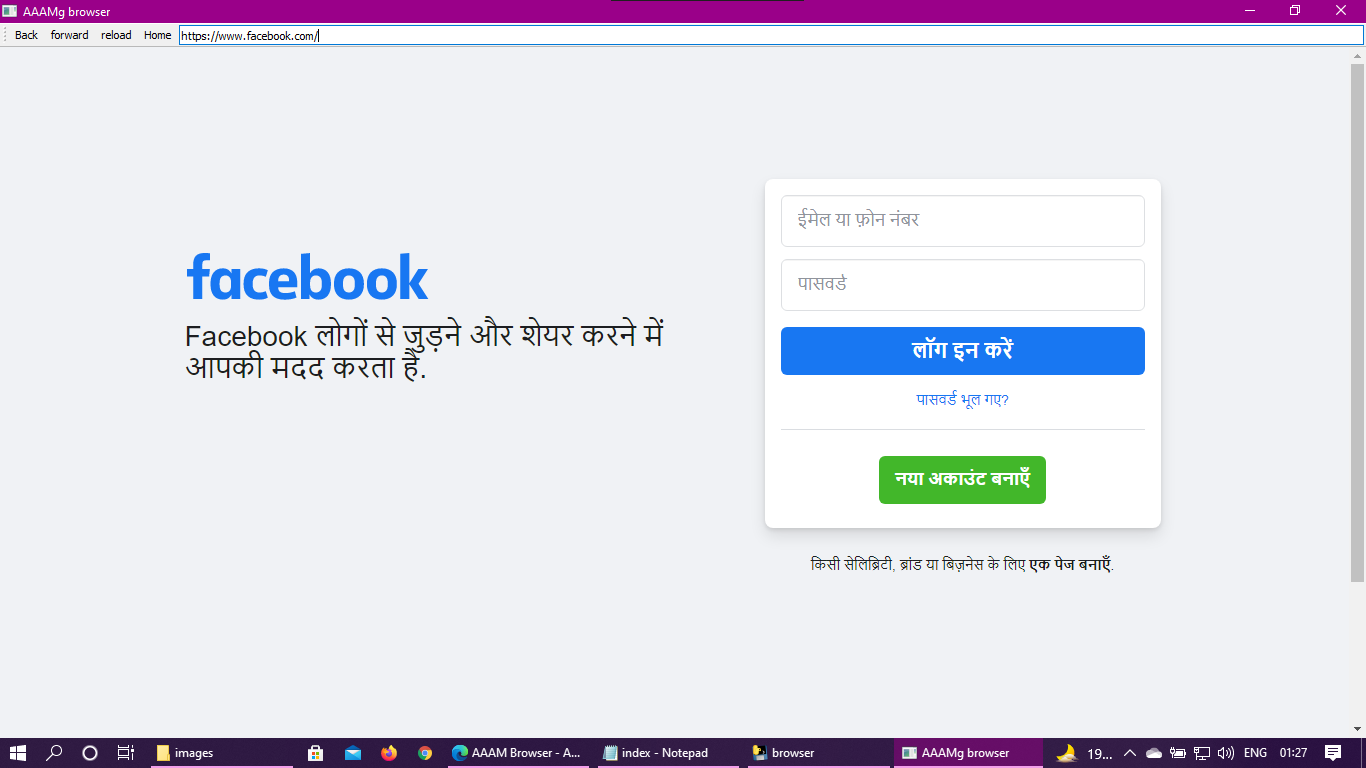 AAAMg browser
Back forward reload Home https://www.facebook.com/
facebook
Facebook लोगों से जुड़ने और शेयर करने में
आपकी मदद करता है.
ईमेल या फ़ोन नंबर
पासवर्ड
लॉग इन करें
पासवर्ड भूल गए?
नया अकाउंट बनाएँ
किसी सेलिब्रिटी, ब्रांड या बिज़नेस के लिए एक पेज बनाएँ.
images AAAM Browser - A... index - Notepad browser AAAMg browser 19... ENG 01:27